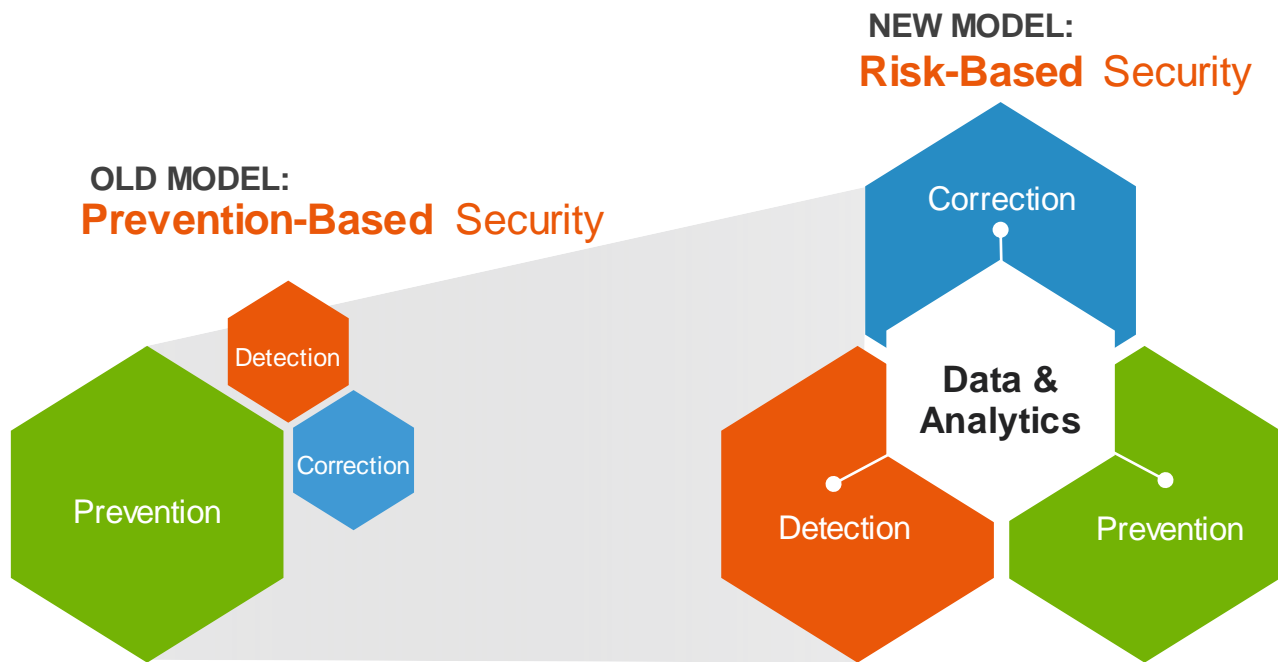 OLD MODEL:
Prevention-Based Security
Detection
Correction
Prevention
NEW MODEL:
Risk-Based Security
Correction
Data &
Analytics
Detection
Prevention